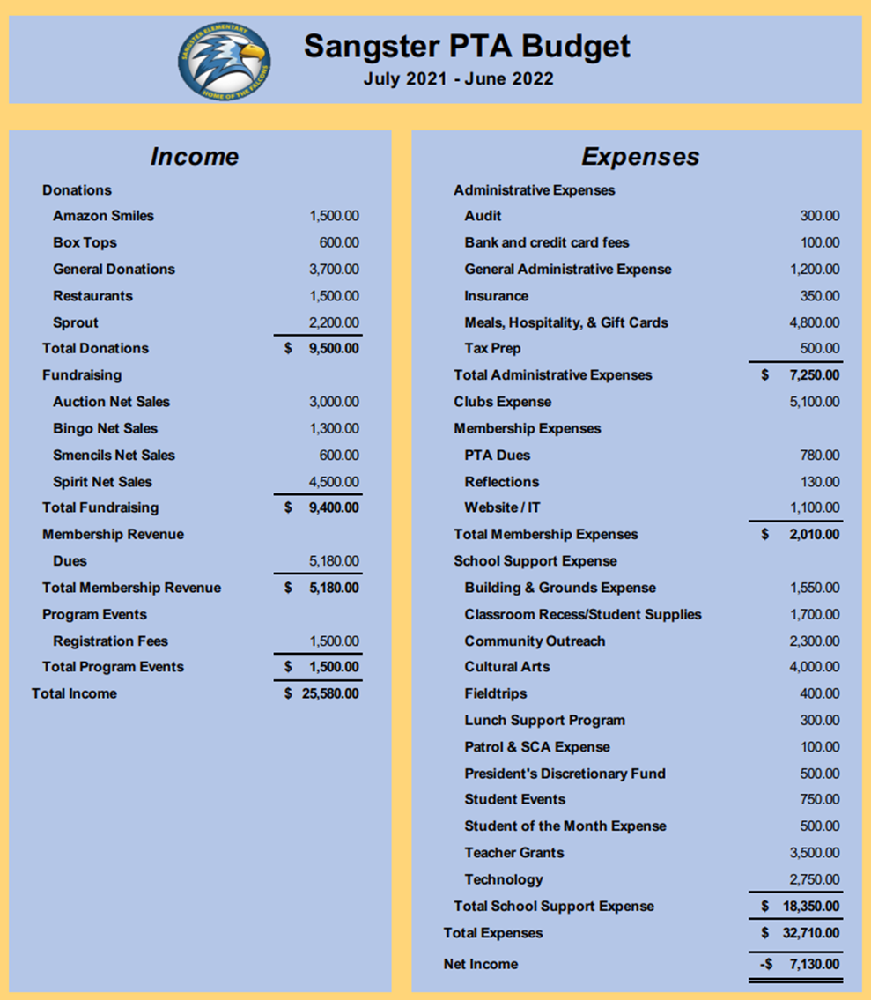 SANGSTER ELEMENTARY
HOME OF THE FALCONS
Sangster PTA Budget
July 2021 - June 2022
Income
Donations
Amazon Smiles 1,500.00
Box Tops 600.00
General Donations 3,700.00
Restaurants 1,500.00
Sprout 2,200.00
Total Donations $ 9,500.00
Fundraising
Auction Net Sales 3,000.00
Bingo Net Sales 1,300.00
Smencils Net Sales 600.00
Spirit Net Sales 4,500.00
Total Fundraising $ 9,400.00
Membership Revenue
Dues 5,180.00
Total Membership Revenue $ 5,180.00
Program Events
Registration Fees 1,500.00
Total Program Events $ 1,500.00
Total Income $ 25,580.00
Expenses
Administrative Expenses
Audit 300.00
Bank and credit card fees 100.00
General Administrative Expense 1,200.00
Insurance 350.00
Meals, Hospitality, & Gift Cards 4,800.00
Tax Prep 500.00
Total Administrative Expenses $ 7,250.00
Clubs Expense 5,100.00
Membership Expenses
PTA Dues 780.00
Reflections 130.00
Website / IT 1,100.00
Total Membership Expenses $ 2,010.00
School Support Expense
Building & Grounds Expense 1,550.00
Classroom Recess/Student Supplies 1,700.00
Community Outreach 2,300.00
Cultural Arts 4,000.00
Fieldtrips 400.00
Lunch Support Program 300.00
Patrol & SCA Expense 100.00
President's Discretionary Fund 500.00
Student Events 750.00
Student of the Month Expense 500.00
Teacher Grants 3,500.00
Technology 2,750.00
Total School Support Expense $ 18,350.00
Total Expenses $ 32,710.00
Net Income -$ 7,130.00